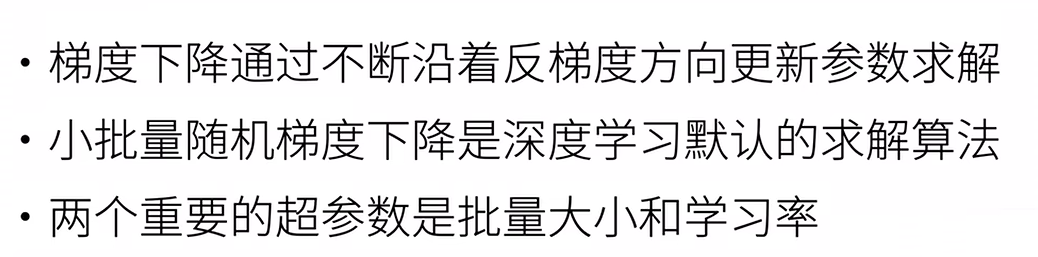 • 梯度下降通过不断沿着反梯度方向更新参数求解
• 小批量随机梯度下降是深度学习默认的求解算法
• 两个重要的超参数是批量大小和学习率